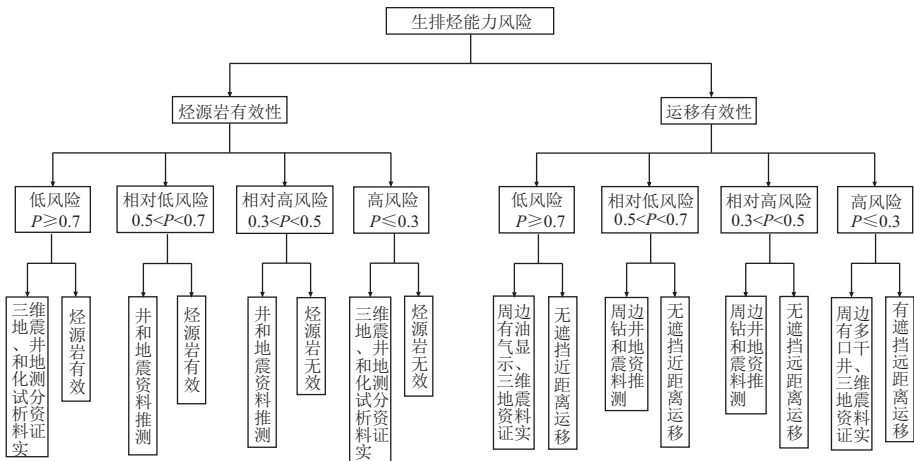 生排烃能力风险
烃源岩有效性
运移有效性
低风险
P≥0.7
相对低风险
0.5<P<0.7
相对高风险
0.3<P<0.5
高风险
P≤0.3
低风险
P≥0.7
相对低风险
0.5<P<0.7
相对高风险
0.3<P<0.5
高风险
P≤0.3
三维地震、井和地化测试分析资料证实
烃源岩有效
井和地震资料推测
烃源岩有效
井和地震资料推测
烃源岩无效
三维地震、井和地化测试分析资料证实
烃源岩无效
周边有油气显示、三维地震资料证实
无遮挡近距离运移
周边钻井和地震资料推测
无遮挡近距离运移
周边钻井和地震资料推测
无遮挡远距离运移
周边有多口干井、三维地震资料证实
有遮挡远距离运移